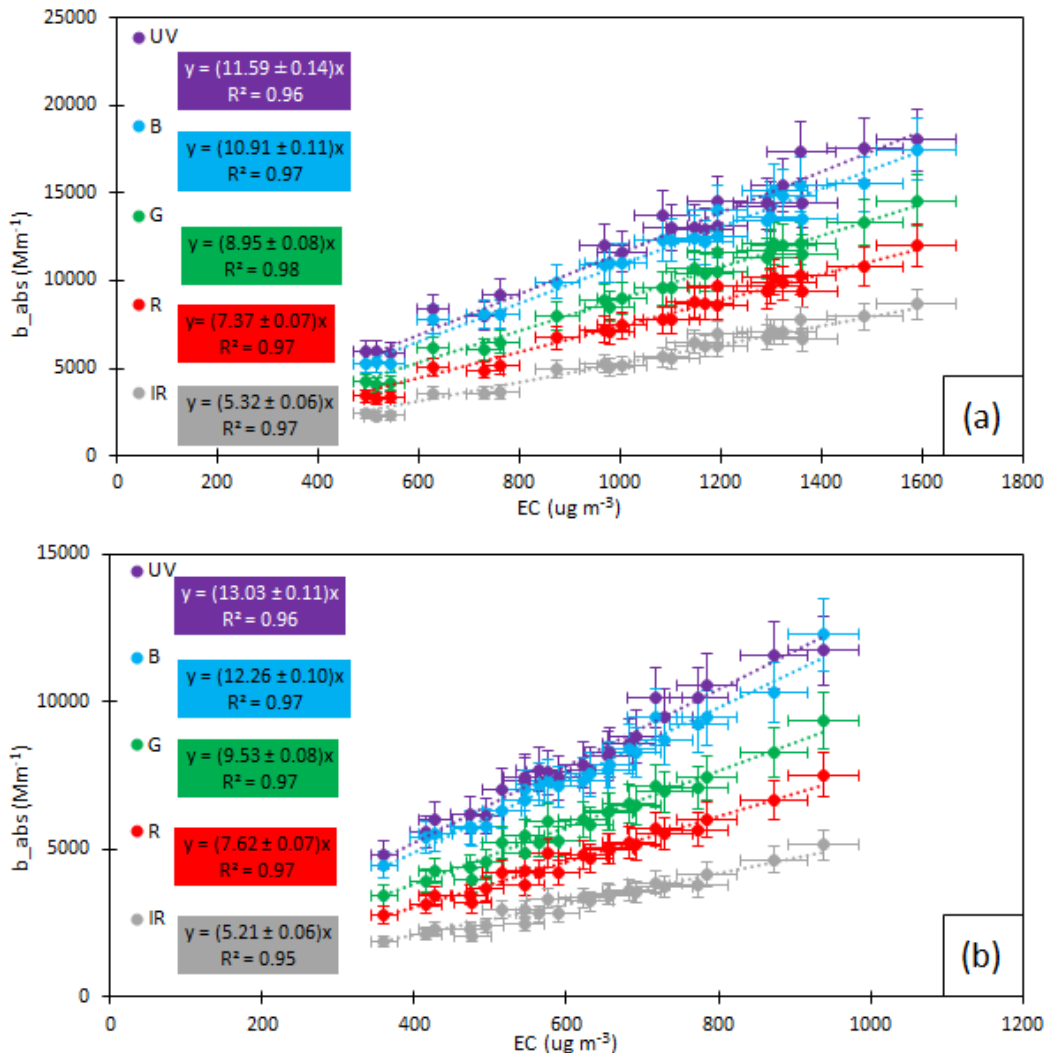 25000
20000
15000
10000
5000
0
b_abs (Mm⁻¹)
UV
y = (11.59 ± 0.14)x
R² = 0.96
B
y = (10.91 ± 0.11)x
R² = 0.97
G
y = (8.95 ± 0.08)x
R² = 0.98
R
y= (7.37 ± 0.07)x
R² = 0.97
IR
y = (5.32 ± 0.06)x
R² = 0.97
(a)
0 200 400 600 800 1000 1200 1400 1600 1800
EC (ug m⁻³)
15000
10000
5000
0
b_abs (Mm⁻¹)
UV
y = (13.03 ± 0.11)x
R² = 0.96
B
y = (12.26 ± 0.10)x
R² = 0.97
G
y = (9.53 ± 0.08)x
R² = 0.97
R
y = (7.62 ± 0.07)x
R² = 0.97
IR
y = (5.21 ± 0.06)x
R² = 0.95
(b)
0 200 400 600 800 1000 1200
EC (ug m⁻³)